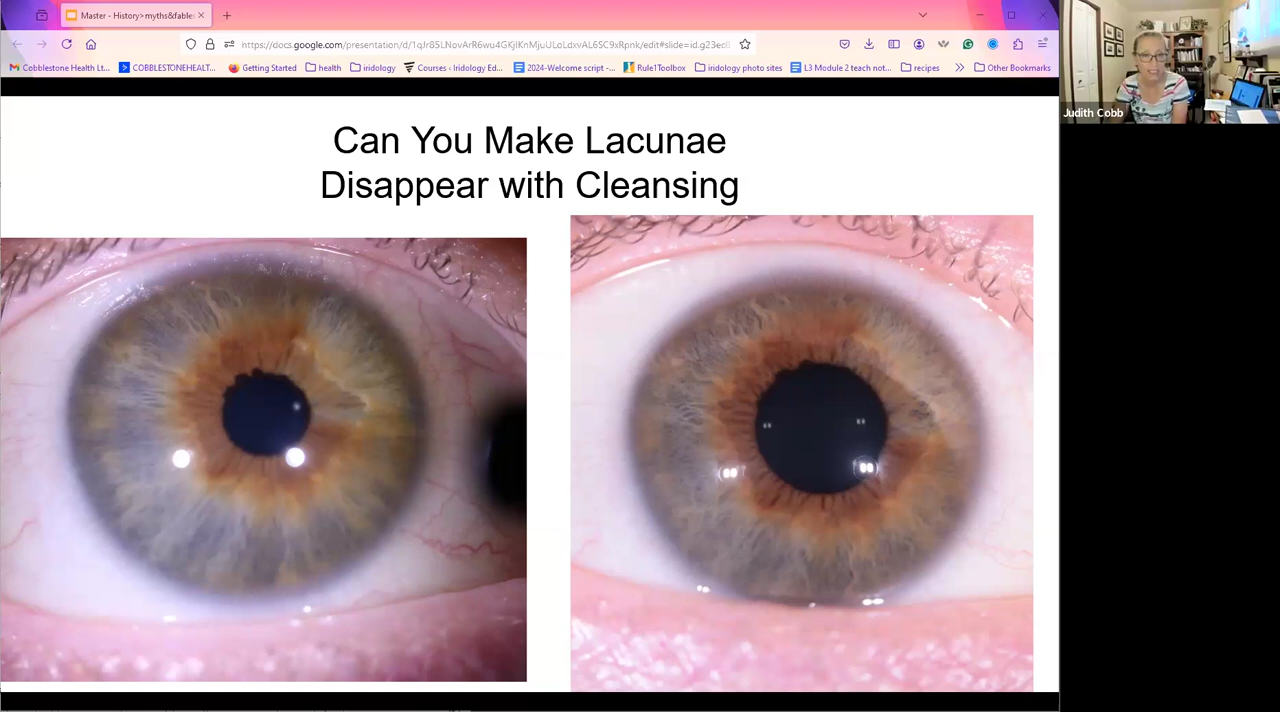 Master - History>myths&fable
https://docs.google.com/presentation/d/1qJr85LNovArR6wu4GKjIKnMjuULoLdxvAL6SC9xRpnk/edit#slide=id.g23ec
Cobblestone Health Lt...
COBBLESTONEHEALT...
Getting Started
health
iridology
Courses - Iridology Ed...
2024-Welcome script -...
Rule1Toolbox
iridology photo sites
L3 Module 2 teach not...
recipes
Other Bookmarks
Judith Cobb
Can You Make Lacunae
Disappear with Cleansing